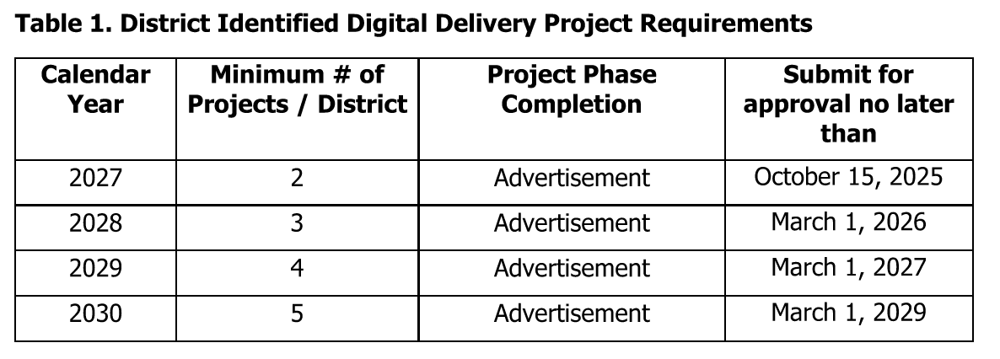 Table 1. District Identified Digital Delivery Project Requirements
Calendar Year Minimum # of Projects / District Project Phase Completion Submit for approval no later than
2027 2 Advertisement October 15, 2025
2028 3 Advertisement March 1, 2026
2029 4 Advertisement March 1, 2027
2030 5 Advertisement March 1, 2029